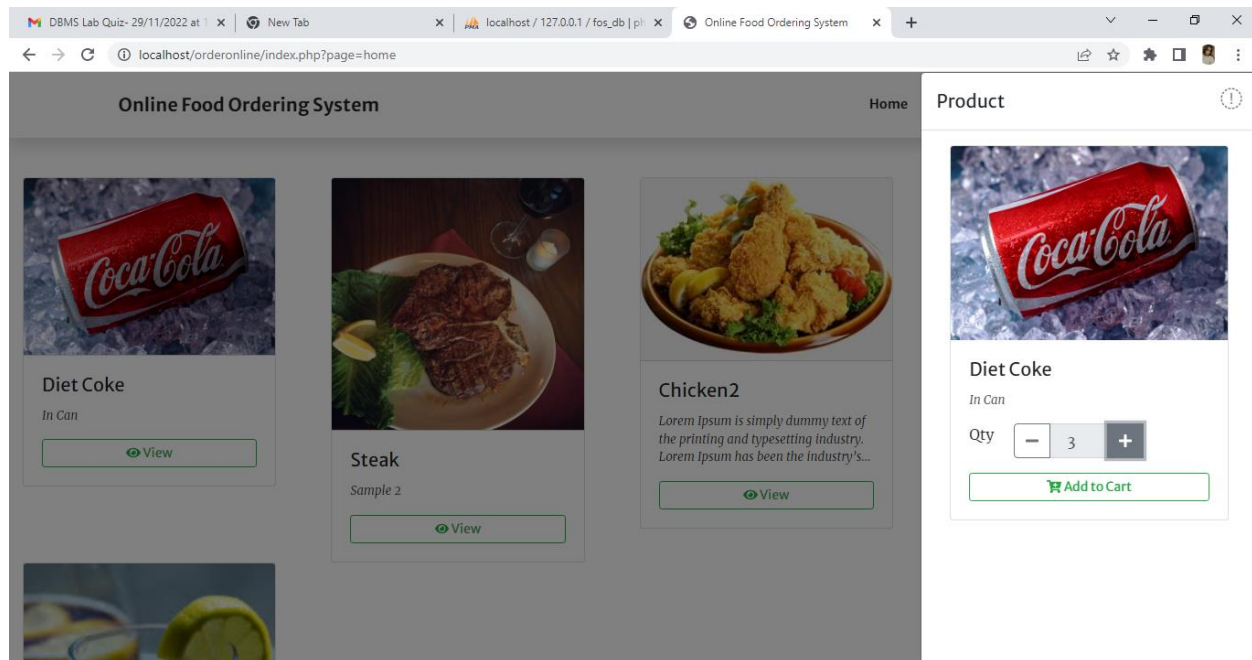 DBMS Lab Quiz- 29/11/2022 at 1
New Tab
localhost / 127.0.0.1 / fos_db | ph
Online Food Ordering System
localhost/orderonline/index.php?page=home
Online Food Ordering System
Home
Product
Coca-Cola
Diet Coke
In Can
View
Steak
Sample 2
View
Chicken2
Lorem Ipsum is simply dummy text of
the printing and typesetting industry.
Lorem Ipsum has been the industry's...
View
Coca-Cola
Diet Coke
In Can
Qty − 3 +
Add to Cart